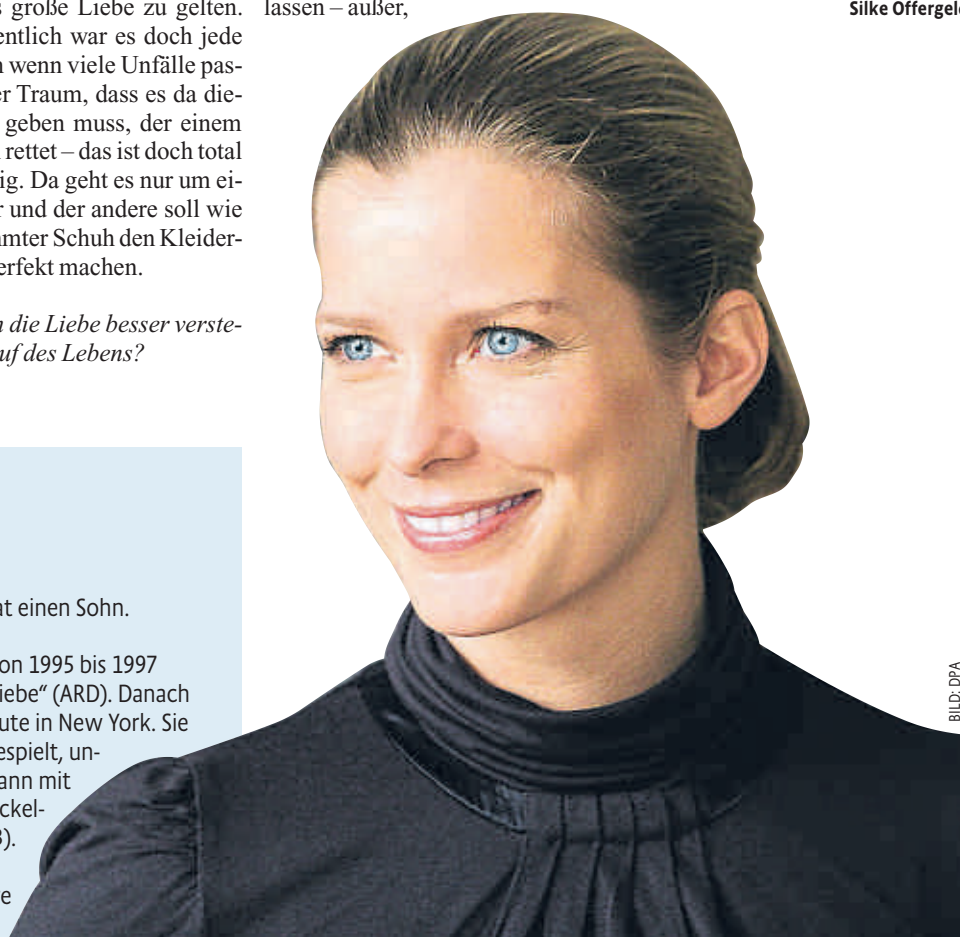 s große Liebe zu gelten.
entlich war es doch jede
n wenn viele Unfälle pas-
er Traum, dass es da die-
geben muss, der einem
rettet – das ist doch total
ig. Da geht es nur um ei-
r und der andere soll wie
mter Schuh den Kleider-
erfekt machen.
n die Liebe besser verste-
uf des Lebens?
lassen – außer,
Silke Offergeld
at einen Sohn.
on 1995 bis 1997
iebe“ (ARD). Danach
ute in New York. Sie
espielt, un-
ann mit
ckel-
).
e
BILD: DPA